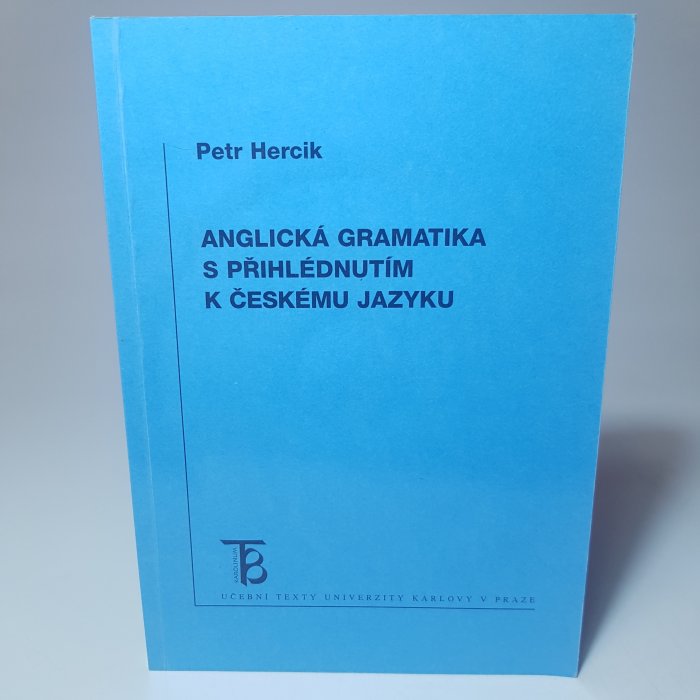 Petr Hercik
ANGLICKÁ GRAMATIKA
S PŘIHLÉDNUTÍM
K ČESKÉMU JAZYKU
KAROLINUM
UČEBNÍ TEXTY UNIVERZITY KARLOVY V PRAZE